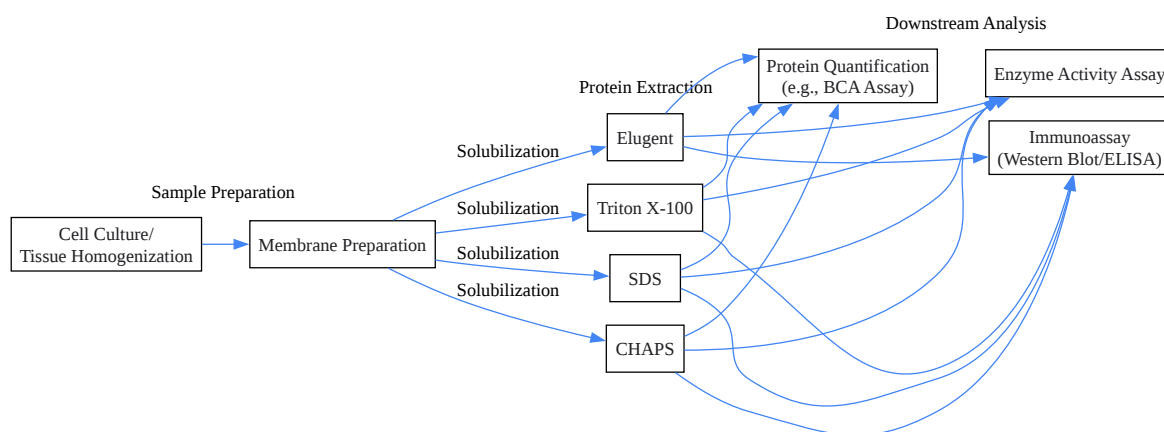 Downstream Analysis
Protein Quantification
(e.g., BCA Assay)
Enzyme Activity Assay
Protein Extraction
Elugent
Immunoassay
(Western Blot/ELISA)
Solubilization
Sample Preparation
Solubilization
Triton X-100
Cell Culture/
Tissue Homogenization
Membrane Preparation
Solubilization
SDS
Solubilization
CHAPS